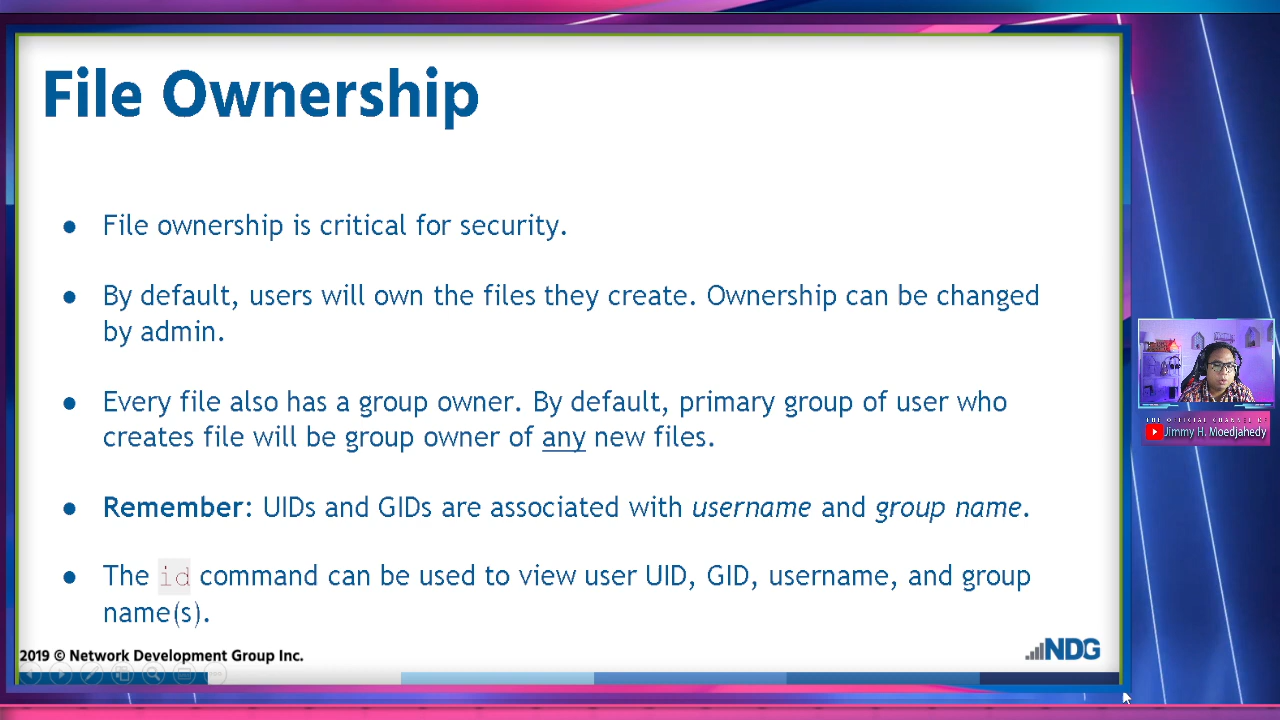 File Ownership
● File ownership is critical for security.
● By default, users will own the files they create. Ownership can be changed
by admin.
● Every file also has a group owner. By default, primary group of user who
creates file will be group owner of any new files.
● Remember: UIDs and GIDs are associated with username and group name.
● The id command can be used to view user UID, GID, username, and group
name(s).
2019 © Network Development Group Inc.
NDG
THE OFFICIAL CHANNEL OF
Jimmy H. Moedjahedy